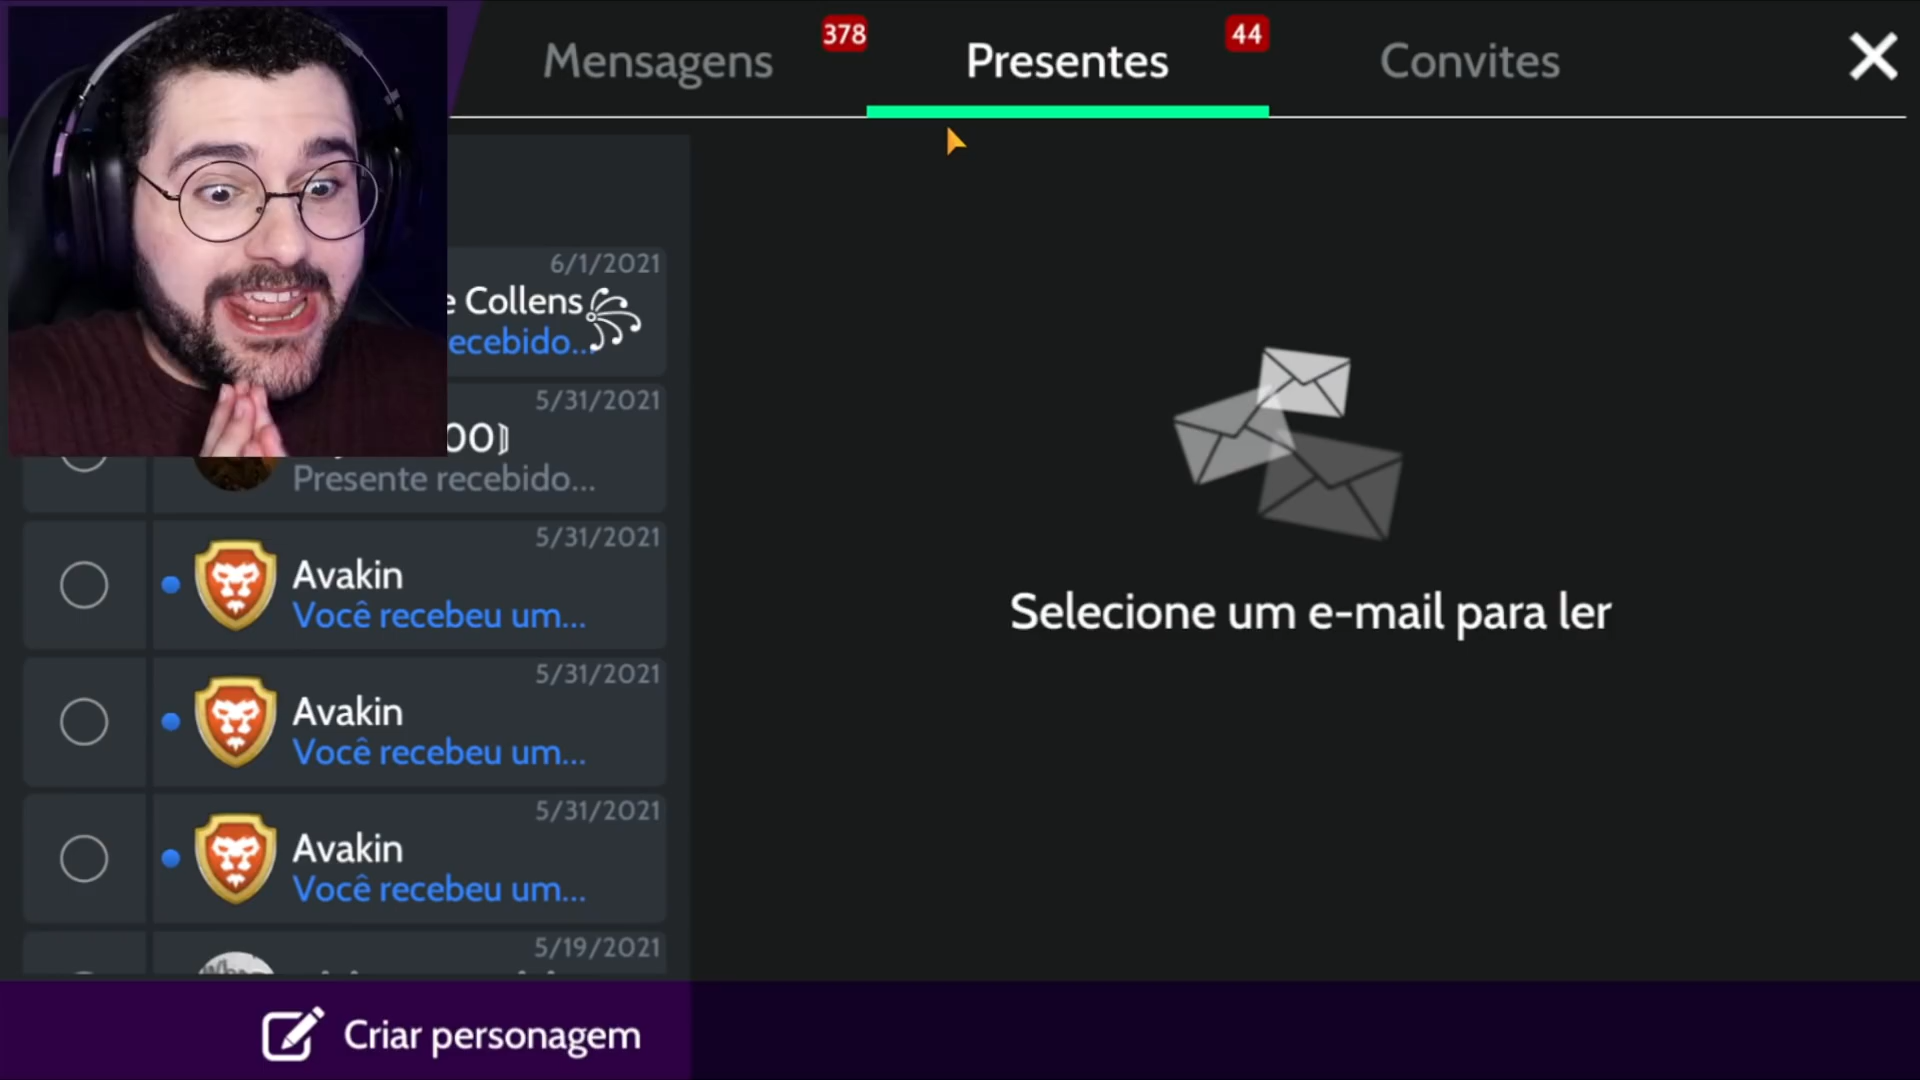 Mensagens
378
Presentes
44
Convites
6/1/2021
e Collens
ecebido...
5/31/2021
00
Presente recebido...
5/31/2021
Avakin
Você recebeu um...
5/31/2021
Avakin
Você recebeu um...
5/31/2021
Avakin
Você recebeu um...
5/19/2021
Selecione um e-mail para ler
Criar personagem